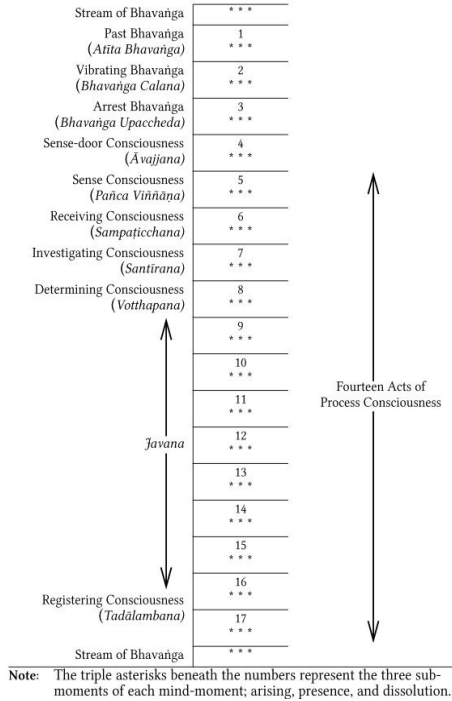 Stream of Bhavaṅga * * *
Past Bhavaṅga 1
(Atīta Bhavaṅga) * * *
Vibrating Bhavaṅga 2
(Bhavaṅga Calana) * * *
Arrest Bhavaṅga 3
(Bhavaṅga Upaccheda) * * *
Sense-door Consciousness 4
(Āvajjana) * * *
Sense Consciousness 5
(Pañca Viññāṇa) * * *
Receiving Consciousness 6
(Sampaṭicchana) * * *
Investigating Consciousness 7
(Santīrana) * * *
Determining Consciousness 8
(Votthapana) * * *
9
* * *
10
* * *
11
* * *
Fourteen Acts of
Process Consciousness
12
Javana * * *
13
* * *
14
* * *
15
* * *
16
Registering Consciousness * * *
(Tadālambana) 17
* * *
Stream of Bhavaṅga * * *
Note: The triple asterisks beneath the numbers represent the three sub-
moments of each mind-moment; arising, presence, and dissolution.